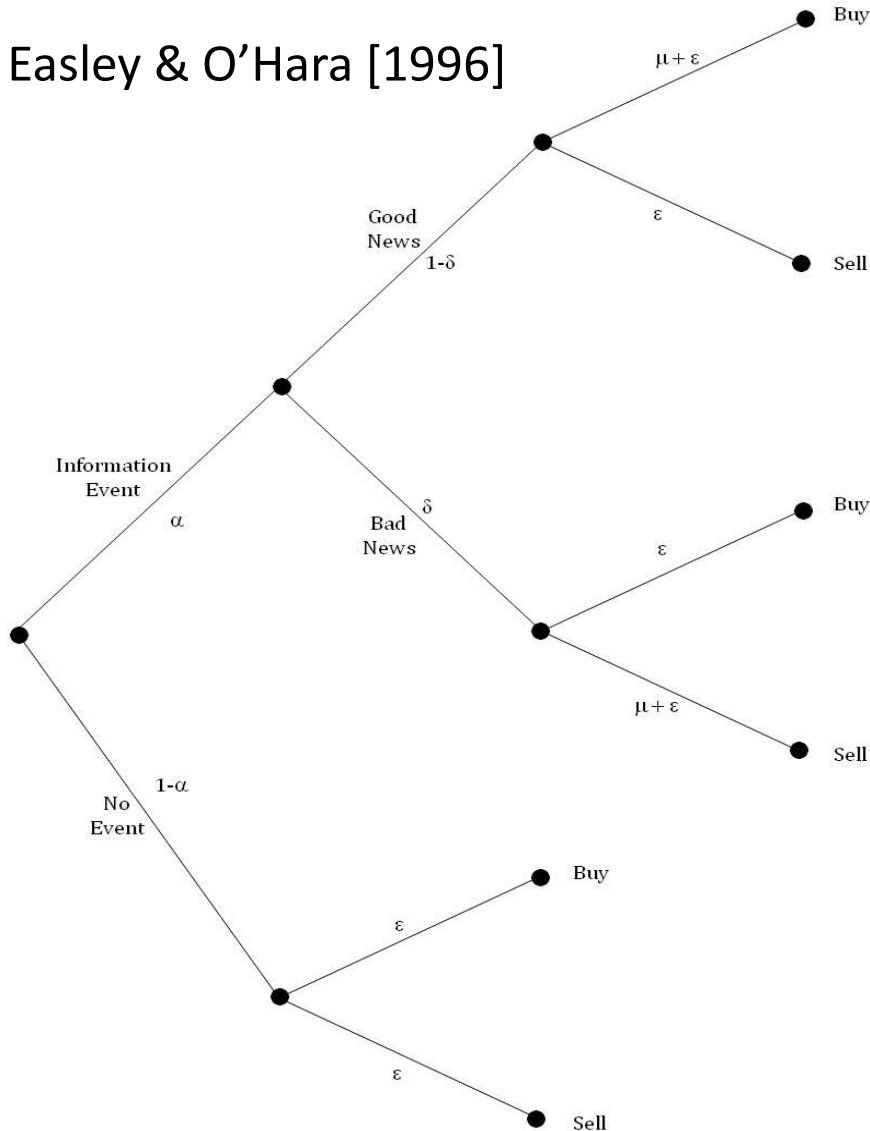 Easley & O’Hara [1996]
Buy
μ + ε
Good
News
1-δ
ε
Sell
Information
Event
α
Bad
News
δ
Buy
ε
μ + ε
Sell
1-α
No
Event
Buy
ε
ε
Sell